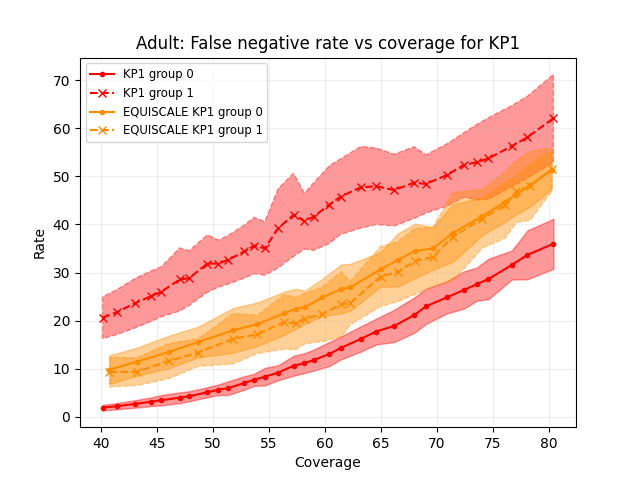 Adult: False negative rate vs coverage for KP1
KP1 group 0
KP1 group 1
EQUISCALE KP1 group 0
EQUISCALE KP1 group 1
Rate
70
60
50
40
30
20
10
0
40 45 50 55 60 65 70 75 80
Coverage